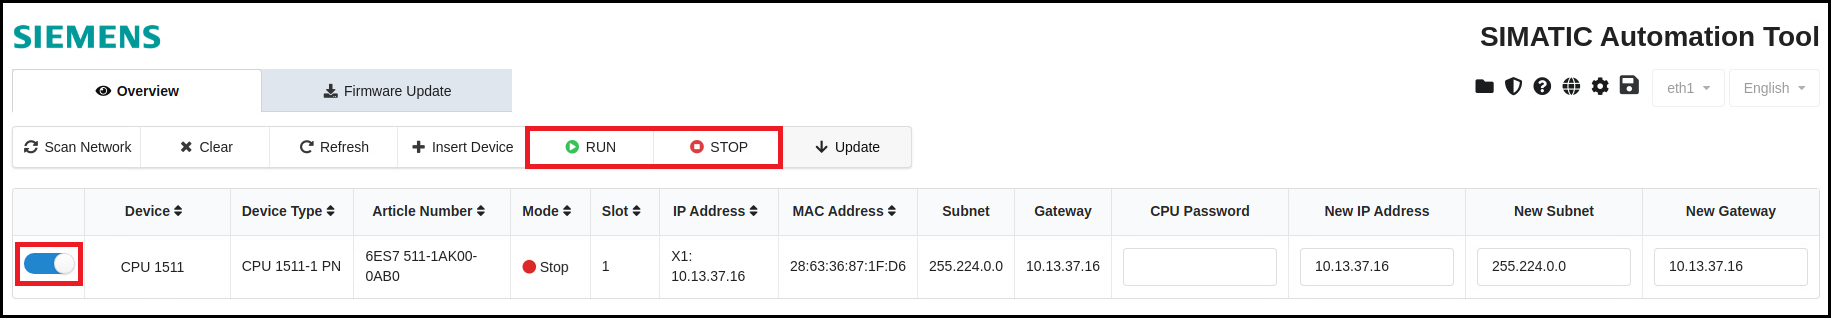 SIEMENS
SIMATIC Automation Tool
Overview
Firmware Update
eth1
English
Scan Network Clear Refresh Insert Device RUN STOP Update
Device Device Type Article Number Mode Slot IP Address MAC Address Subnet Gateway CPU Password New IP Address New Subnet New Gateway
CPU 1511 CPU 1511-1 PN 6ES7 511-1AK00-
0AB0 Stop 1 X1:
10.13.37.16 28:63:36:87:1F:D6 255.224.0.0 10.13.37.16 10.13.37.16 255.224.0.0 10.13.37.16